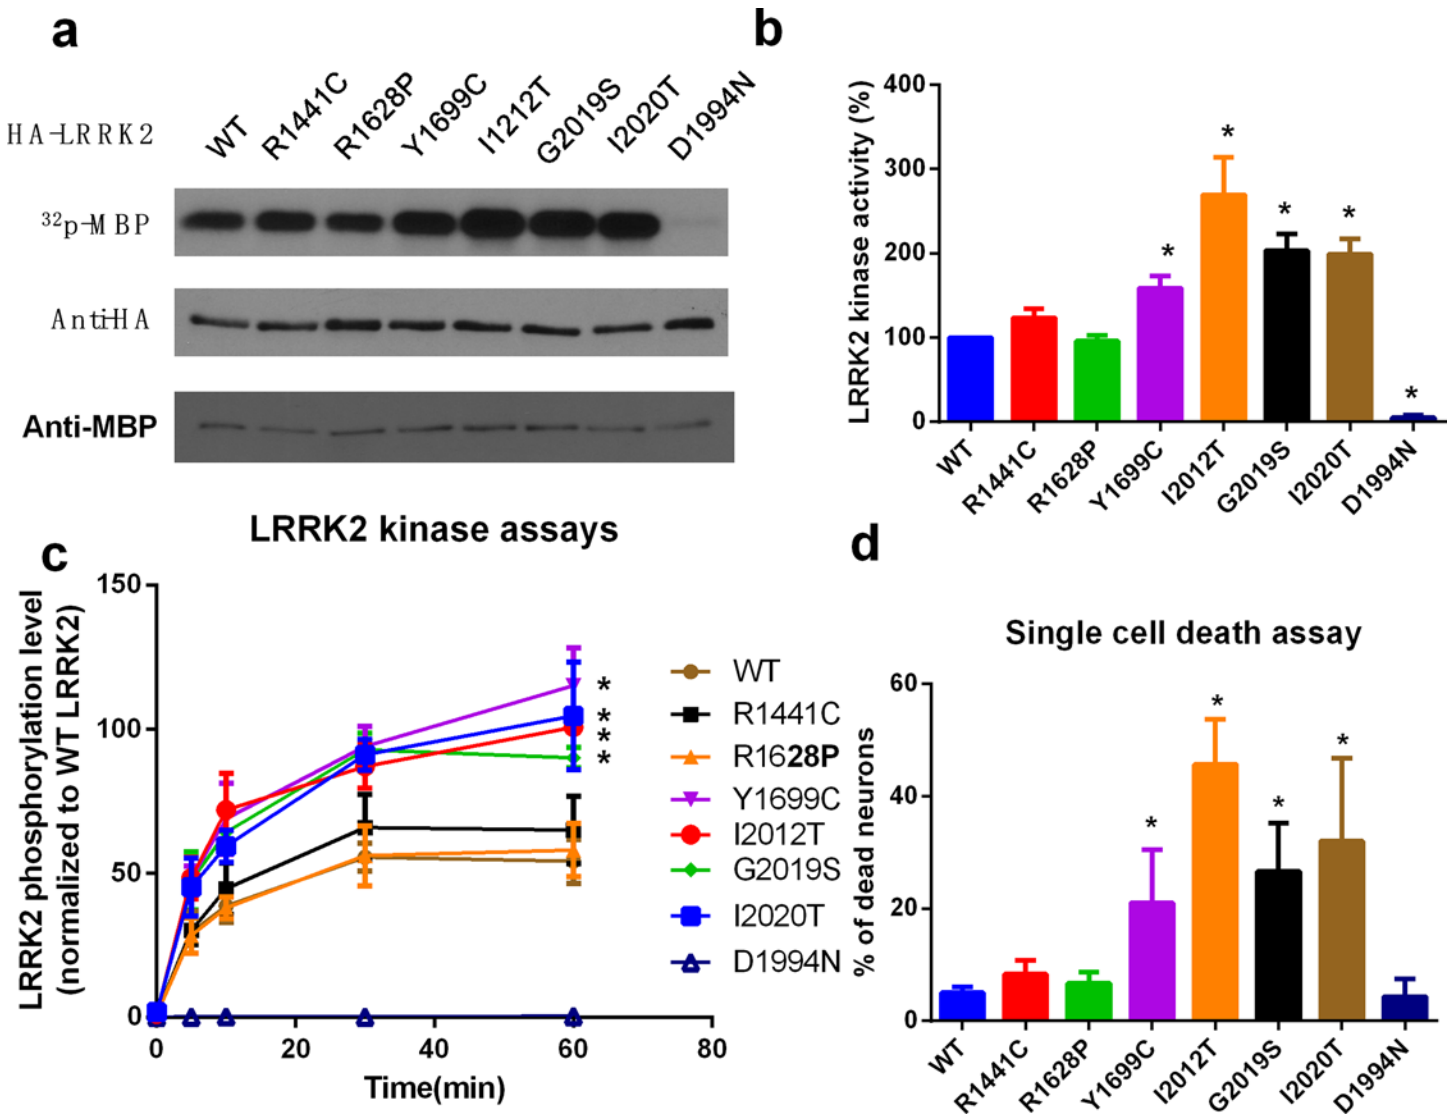 a
HA-LRRK2
WT
R1441C
R1628P
Y1699C
I1212T
G2019S
I2020T
D1994N
32p-MBP
Anti-HA
Anti-MBP
b
LRRK2 kinase activity (%)
400
300
200
100
0
*
*
*
*
*
WT
R1441C
R1628P
Y1699C
I2012T
G2019S
I2020T
D1994N
c
LRRK2 kinase assays
LRRK2 phosphorylation level
(normalized to WT LRRK2)
150
100
50
0
0
20
40
60
80
Time(min)
*
*
*
*
WT
R1441C
R1628P
Y1699C
I2012T
G2019S
I2020T
D1994N
d
Single cell death assay
% of dead neurons
60
40
20
0
*
*
*
*
WT
R1441C
R1628P
Y1699C
I2012T
G2019S
I2020T
D1994N